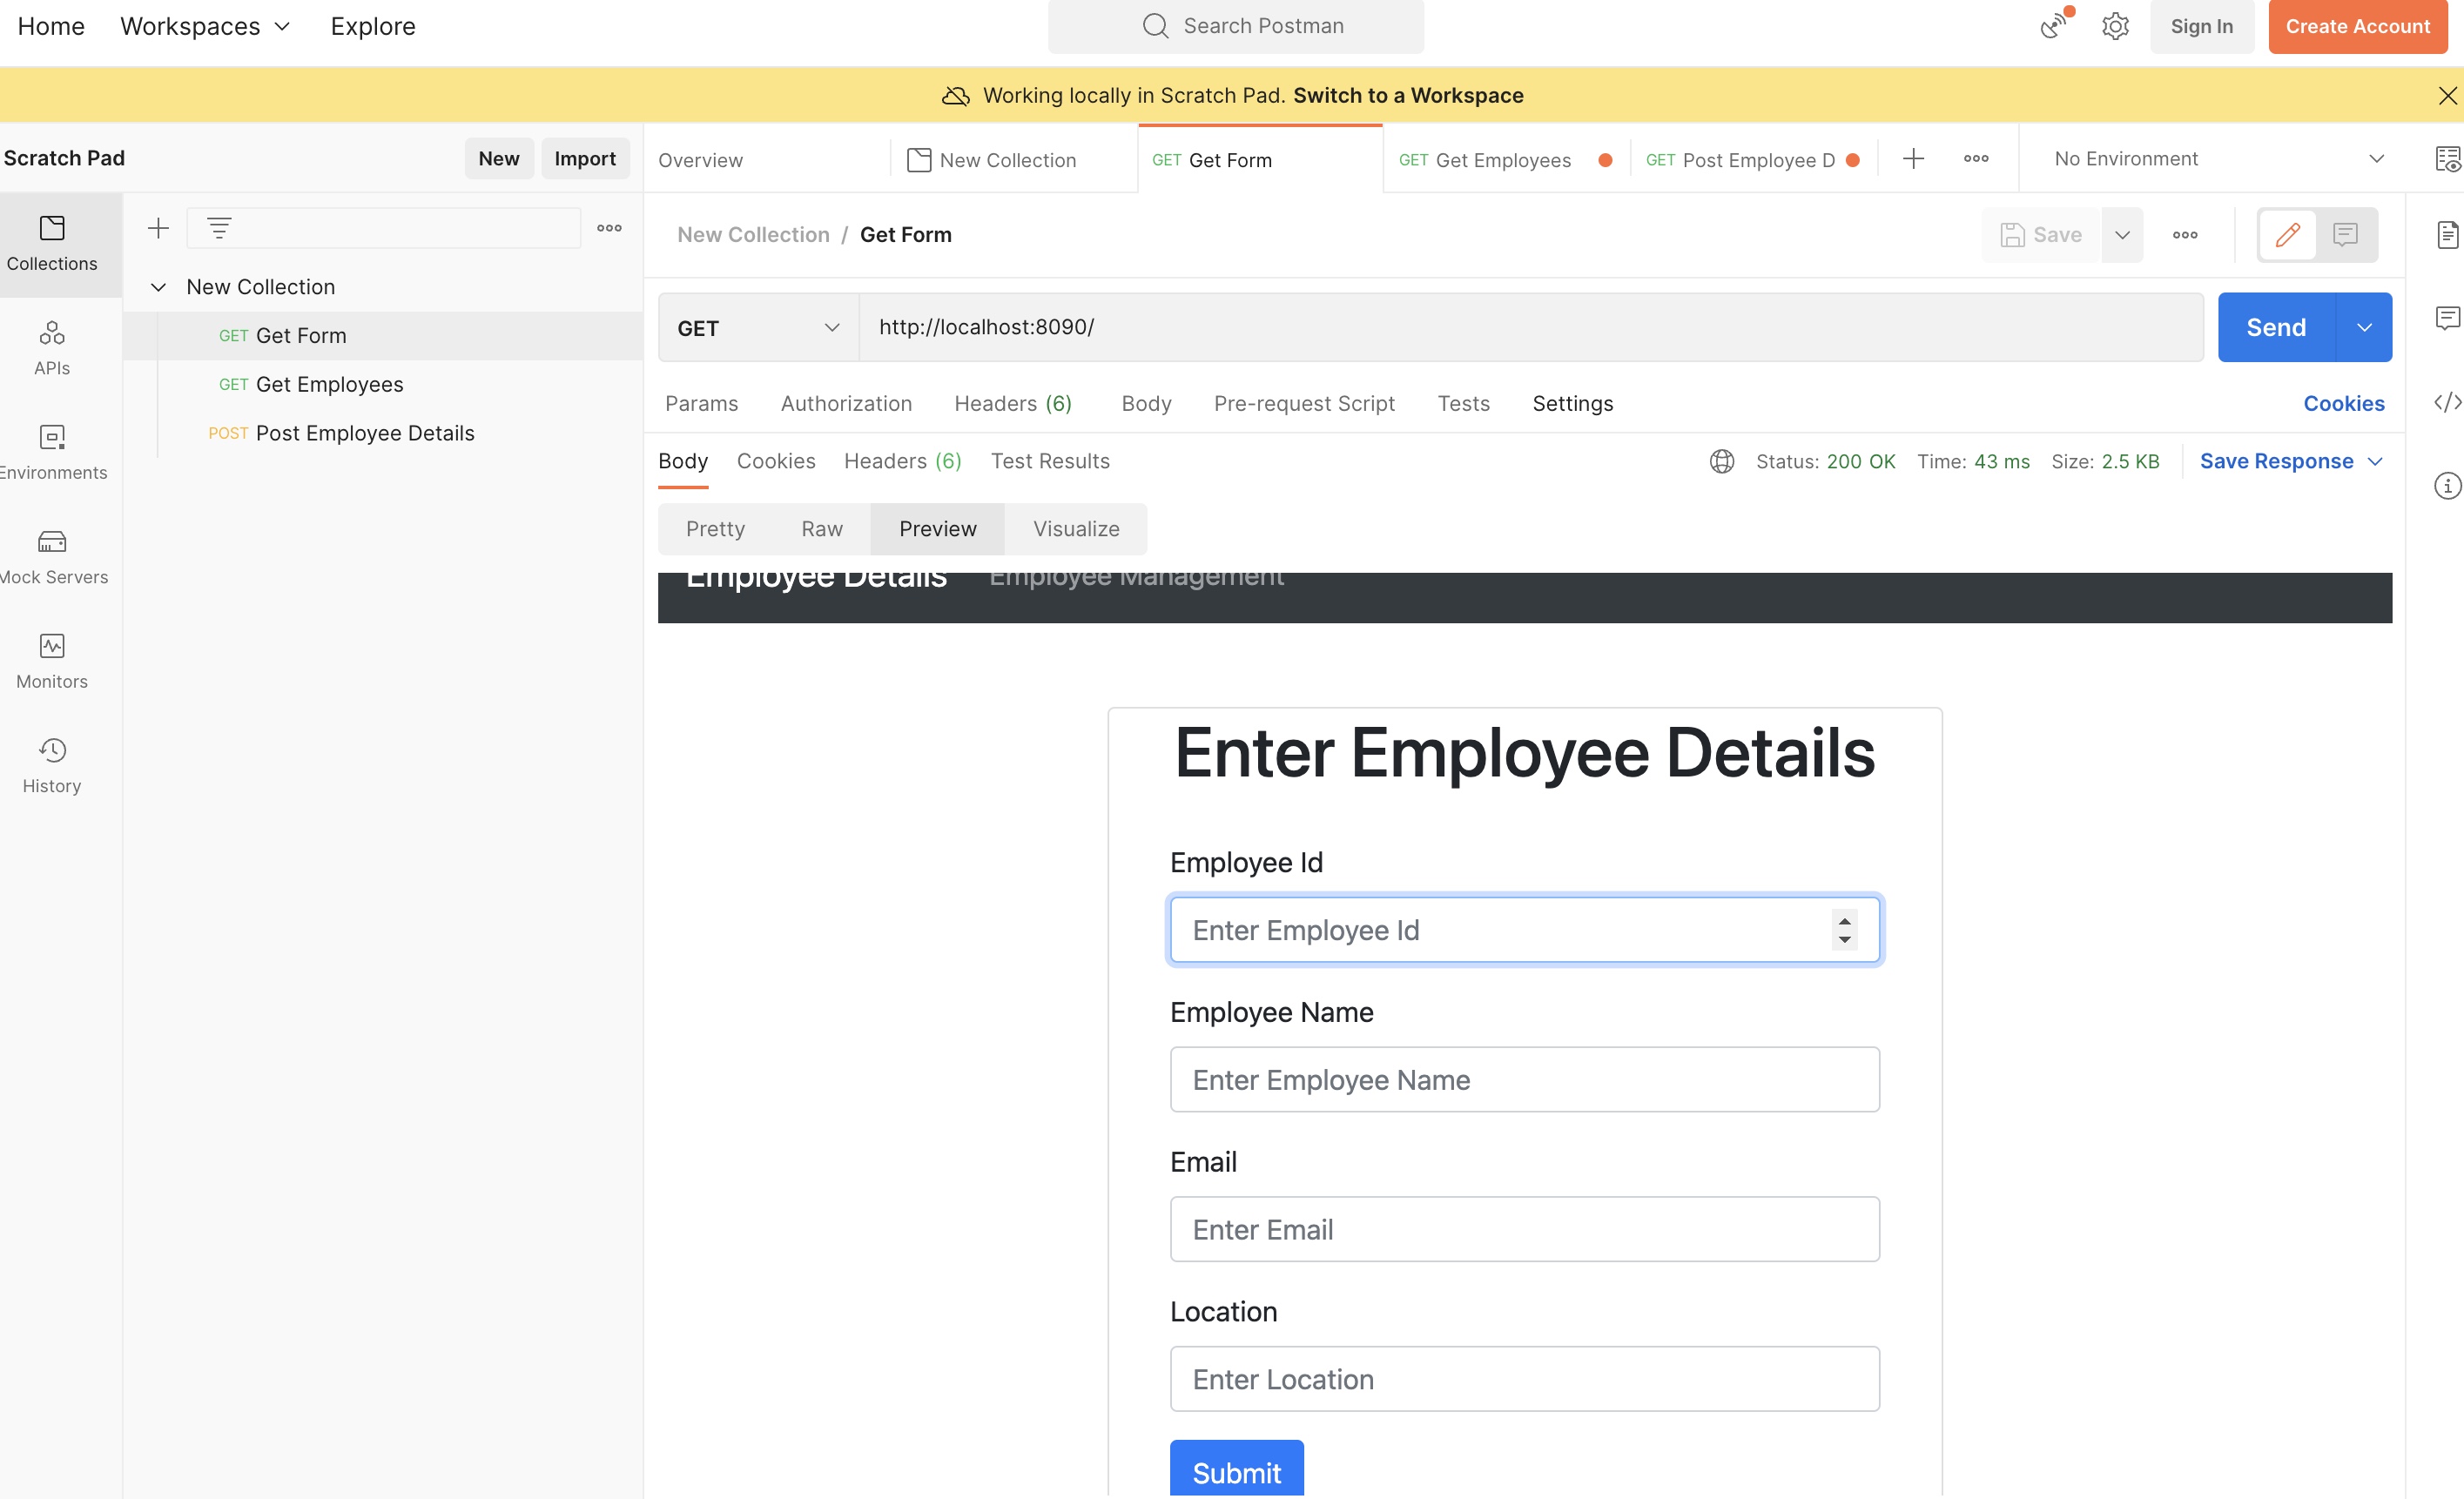 Home Workspaces Explore Search Postman Sign In Create Account
Working locally in Scratch Pad. Switch to a Workspace
Scratch Pad New Import Overview New Collection GET Get Form GET Get Employees GET Post Employee D No Environment
Collections
New Collection / Get Form Save
New Collection
GET Get Form
GET http://localhost:8090/ Send
APIs
GET Get Employees
Params Authorization Headers (6) Body Pre-request Script Tests Settings Cookies
POST Post Employee Details
Environments
Body Cookies Headers (6) Test Results Status: 200 OK Time: 43 ms Size: 2.5 KB Save Response
Pretty Raw Preview Visualize
Mock Servers
Employee Details Employee Management
Monitors
History
Enter Employee Details
Employee Id
Enter Employee Id
Employee Name
Enter Employee Name
Email
Enter Email
Location
Enter Location
Submit